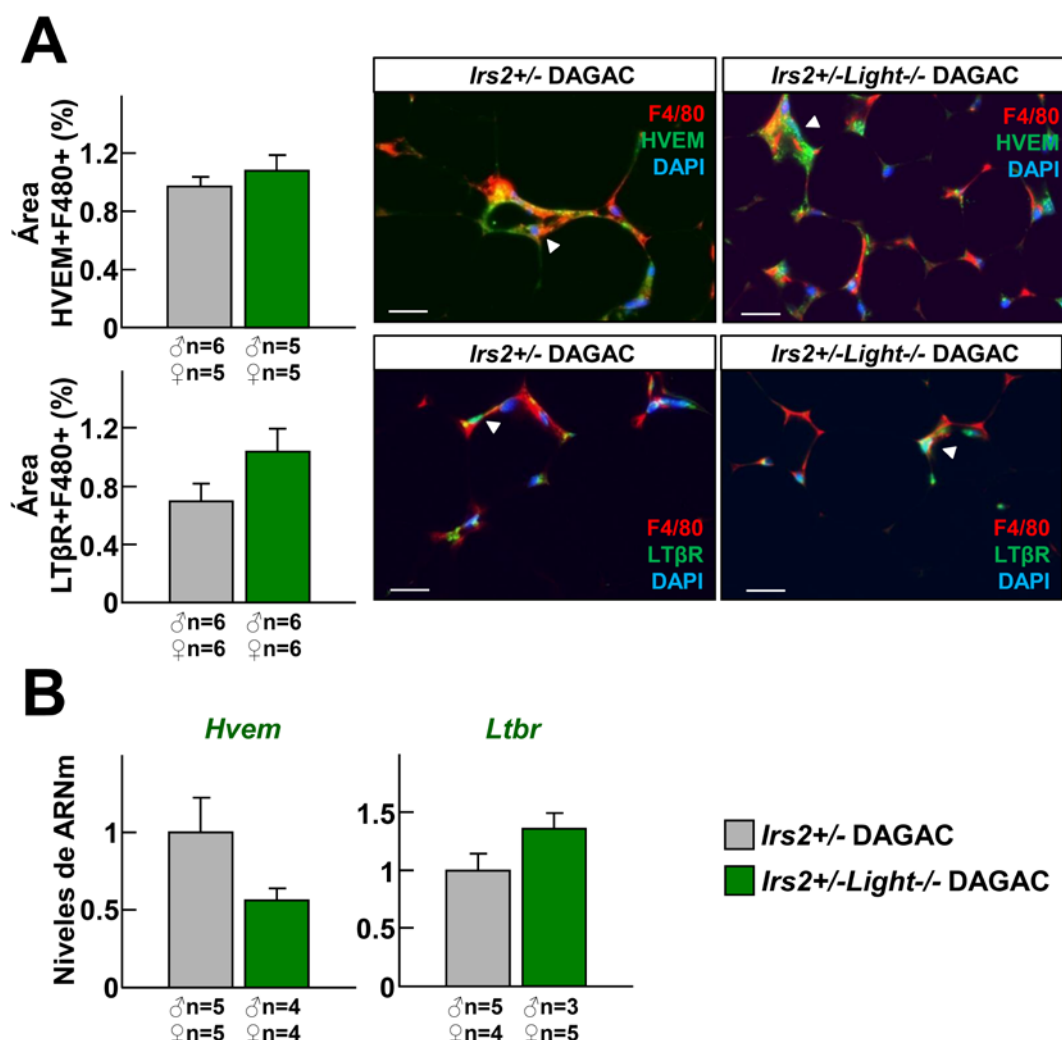 A
Área
HVEM+F480+ (%)
1.2
0.8
0.4
0
♂n=6 ♂n=5
♀n=5 ♀n=5
Irs2+/- DAGAC
F4/80
HVEM
DAPI
Irs2+/-Light-/- DAGAC
F4/80
HVEM
DAPI
Área
LTβR+F480+ (%)
1.2
0.8
0.4
0
♂n=6 ♂n=6
♀n=6 ♀n=6
Irs2+/- DAGAC
F4/80
LTβR
DAPI
Irs2+/-Light-/- DAGAC
F4/80
LTβR
DAPI
B
Hvem
Niveles de ARNm
1
0.5
0
♂n=5 ♂n=4
♀n=5 ♀n=4
Ltbr
1.5
1
0.5
0
♂n=5 ♂n=3
♀n=4 ♀n=5
Irs2+/- DAGAC
Irs2+/-Light-/- DAGAC